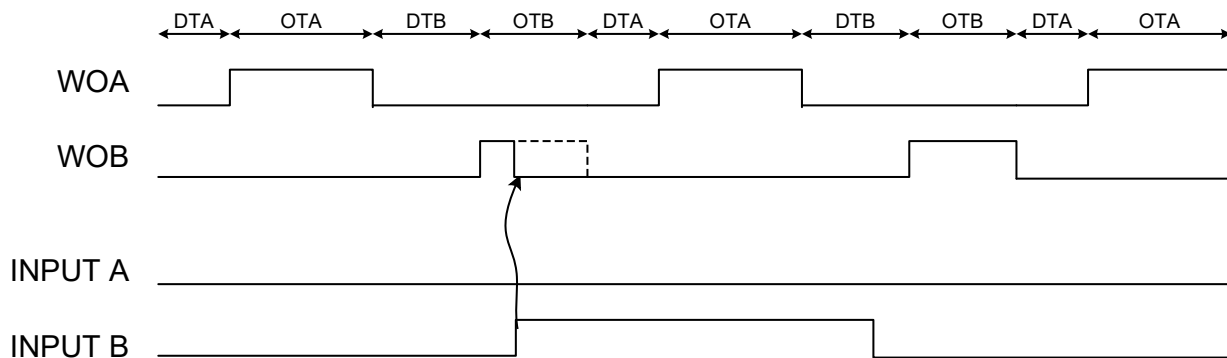 DTA OTA DTB OTB DTA OTA DTB OTB DTA OTA
WOA
WOB
INPUT A
INPUT B